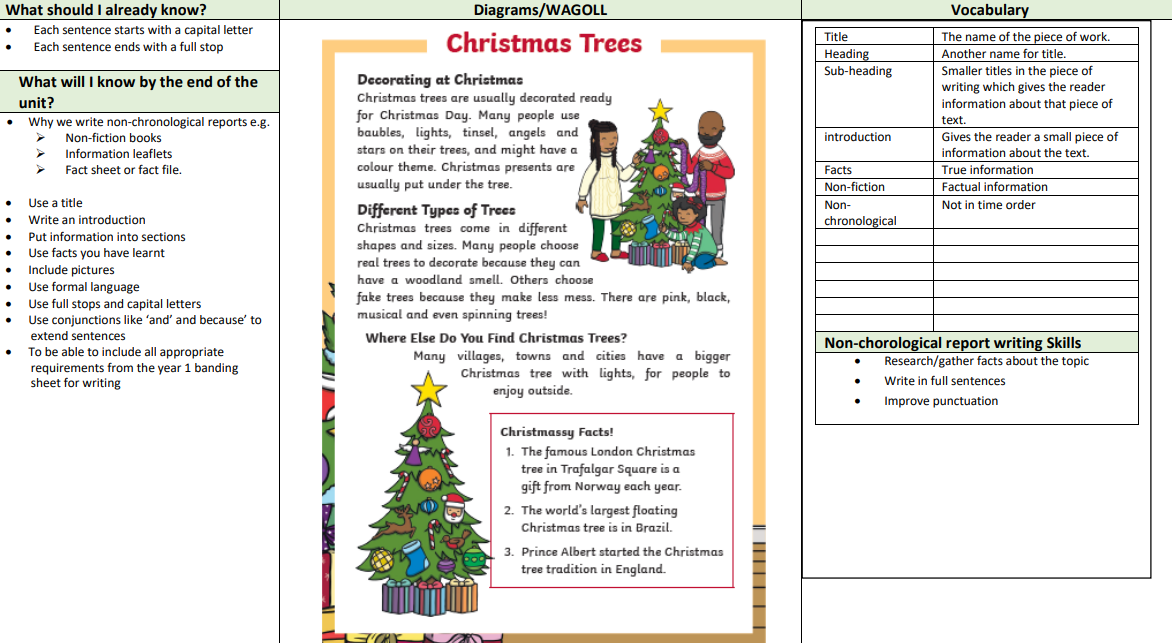 What should I already know?
• Each sentence starts with a capital letter
• Each sentence ends with a full stop
What will I know by the end of the
unit?
• Why we write non-chronological reports e.g.
➢ Non-fiction books
➢ Information leaflets
➢ Fact sheet or fact file.
• Use a title
• Write an introduction
• Put information into sections
• Use facts you have learnt
• Include pictures
• Use formal language
• Use full stops and capital letters
• Use conjunctions like ‘and’ and because’ to
extend sentences
• To be able to include all appropriate
requirements from the year 1 banding
sheet for writing
Diagrams/WAGOLL
Christmas Trees
Decorating at Christmas
Christmas trees are usually decorated ready
for Christmas Day. Many people use
baubles, lights, tinsel, angels and
stars on their trees, and might have a
colour theme. Christmas presents are
usually put under the tree.
Different Types of Trees
Christmas trees come in different
shapes and sizes. Many people choose
real trees to decorate because they can
have a woodland smell. Others choose
fake trees because they make less mess. There are pink, black,
musical and even spinning trees!
Where Else Do You Find Christmas Trees?
Many villages, towns and cities have a bigger
Christmas tree with lights, for people to
enjoy outside.
Christmassy Facts!
1. The famous London Christmas
tree in Trafalgar Square is a
gift from Norway each year.
2. The world’s largest floating
Christmas tree is in Brazil.
3. Prince Albert started the Christmas
tree tradition in England.
Vocabulary
Title The name of the piece of work.
Heading Another name for title.
Sub-heading Smaller titles in the piece of
writing which gives the reader
information about that piece of
text.
introduction Gives the reader a small piece of
information about the text.
Facts True information
Non-fiction Factual information
Non- Not in time order
chronological
Non-chorological report writing Skills
• Research/gather facts about the topic
• Write in full sentences
• Improve punctuation